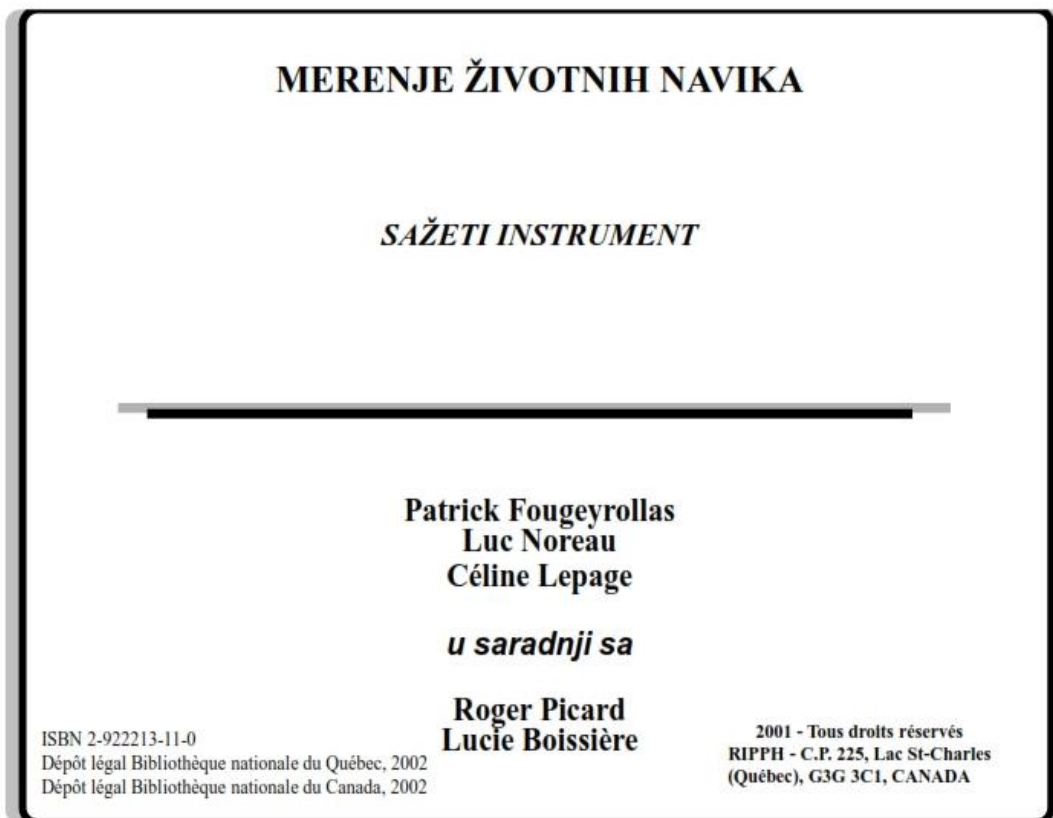 MERENJE ŽIVOTNIH NAVIKA
SAŽETI INSTRUMENT
Patrick Fougeyrollas
Luc Noreau
Céline Lepage
u saradnji sa
Roger Picard
Lucie Boissière
ISBN 2-922213-11-0
Dépôt légal Bibliothèque nationale du Québec, 2002
Dépôt légal Bibliothèque nationale du Canada, 2002
2001 - Tous droits réservés
RIPPH - C.P. 225, Lac St-Charles
(Québec), G3G 3C1, CANADA